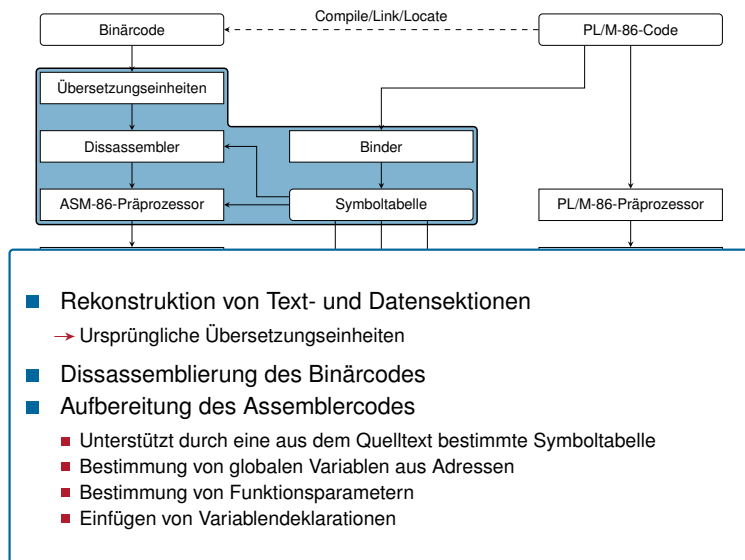 Compile/Link/Locate
Binärcode
PL/M-86-Code
Übersetzungseinheiten
Dissassembler
Binder
ASM-86-Präprozessor
Symboltabelle
PL/M-86-Präprozessor
Rekonstruktion von Text- und Datensektionen
→ Ursprüngliche Übersetzungseinheiten
Dissassemblierung des Binärcodes
Aufbereitung des Assemblercodes
Unterstützt durch eine aus dem Quelltext bestimmte Symboltabelle
Bestimmung von globalen Variablen aus Adressen
Bestimmung von Funktionsparametern
Einfügen von Variablendeklarationen